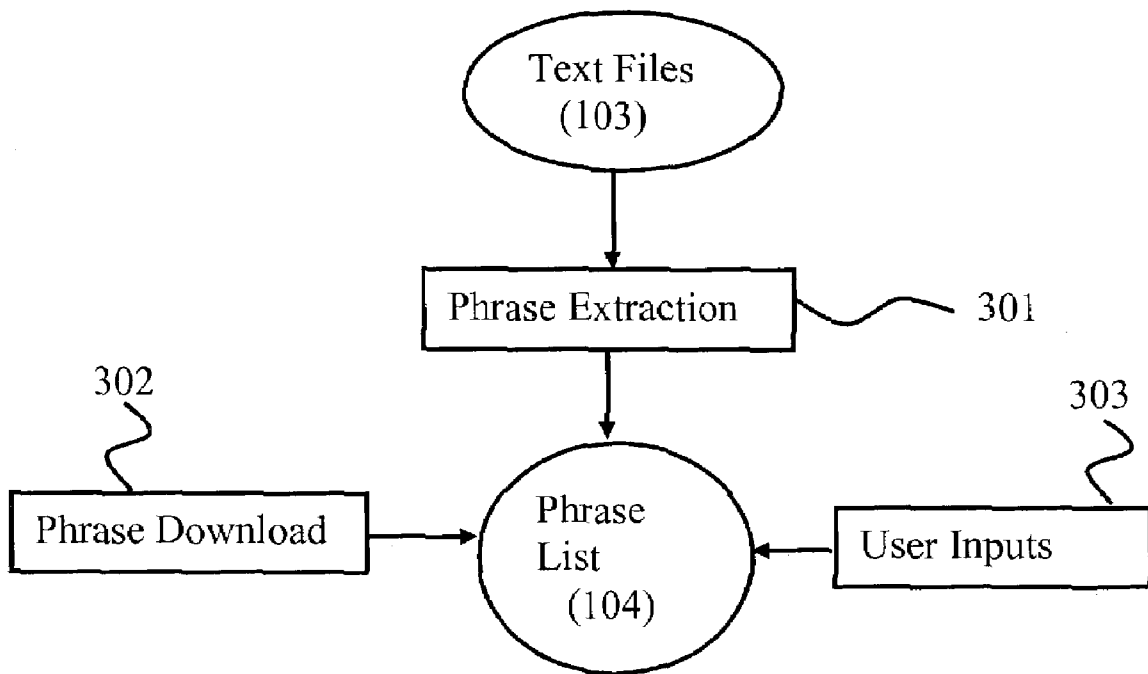 Text Files
(103)
Phrase Extraction
301
302
303
Phrase Download
Phrase
List
(104)
User Inputs